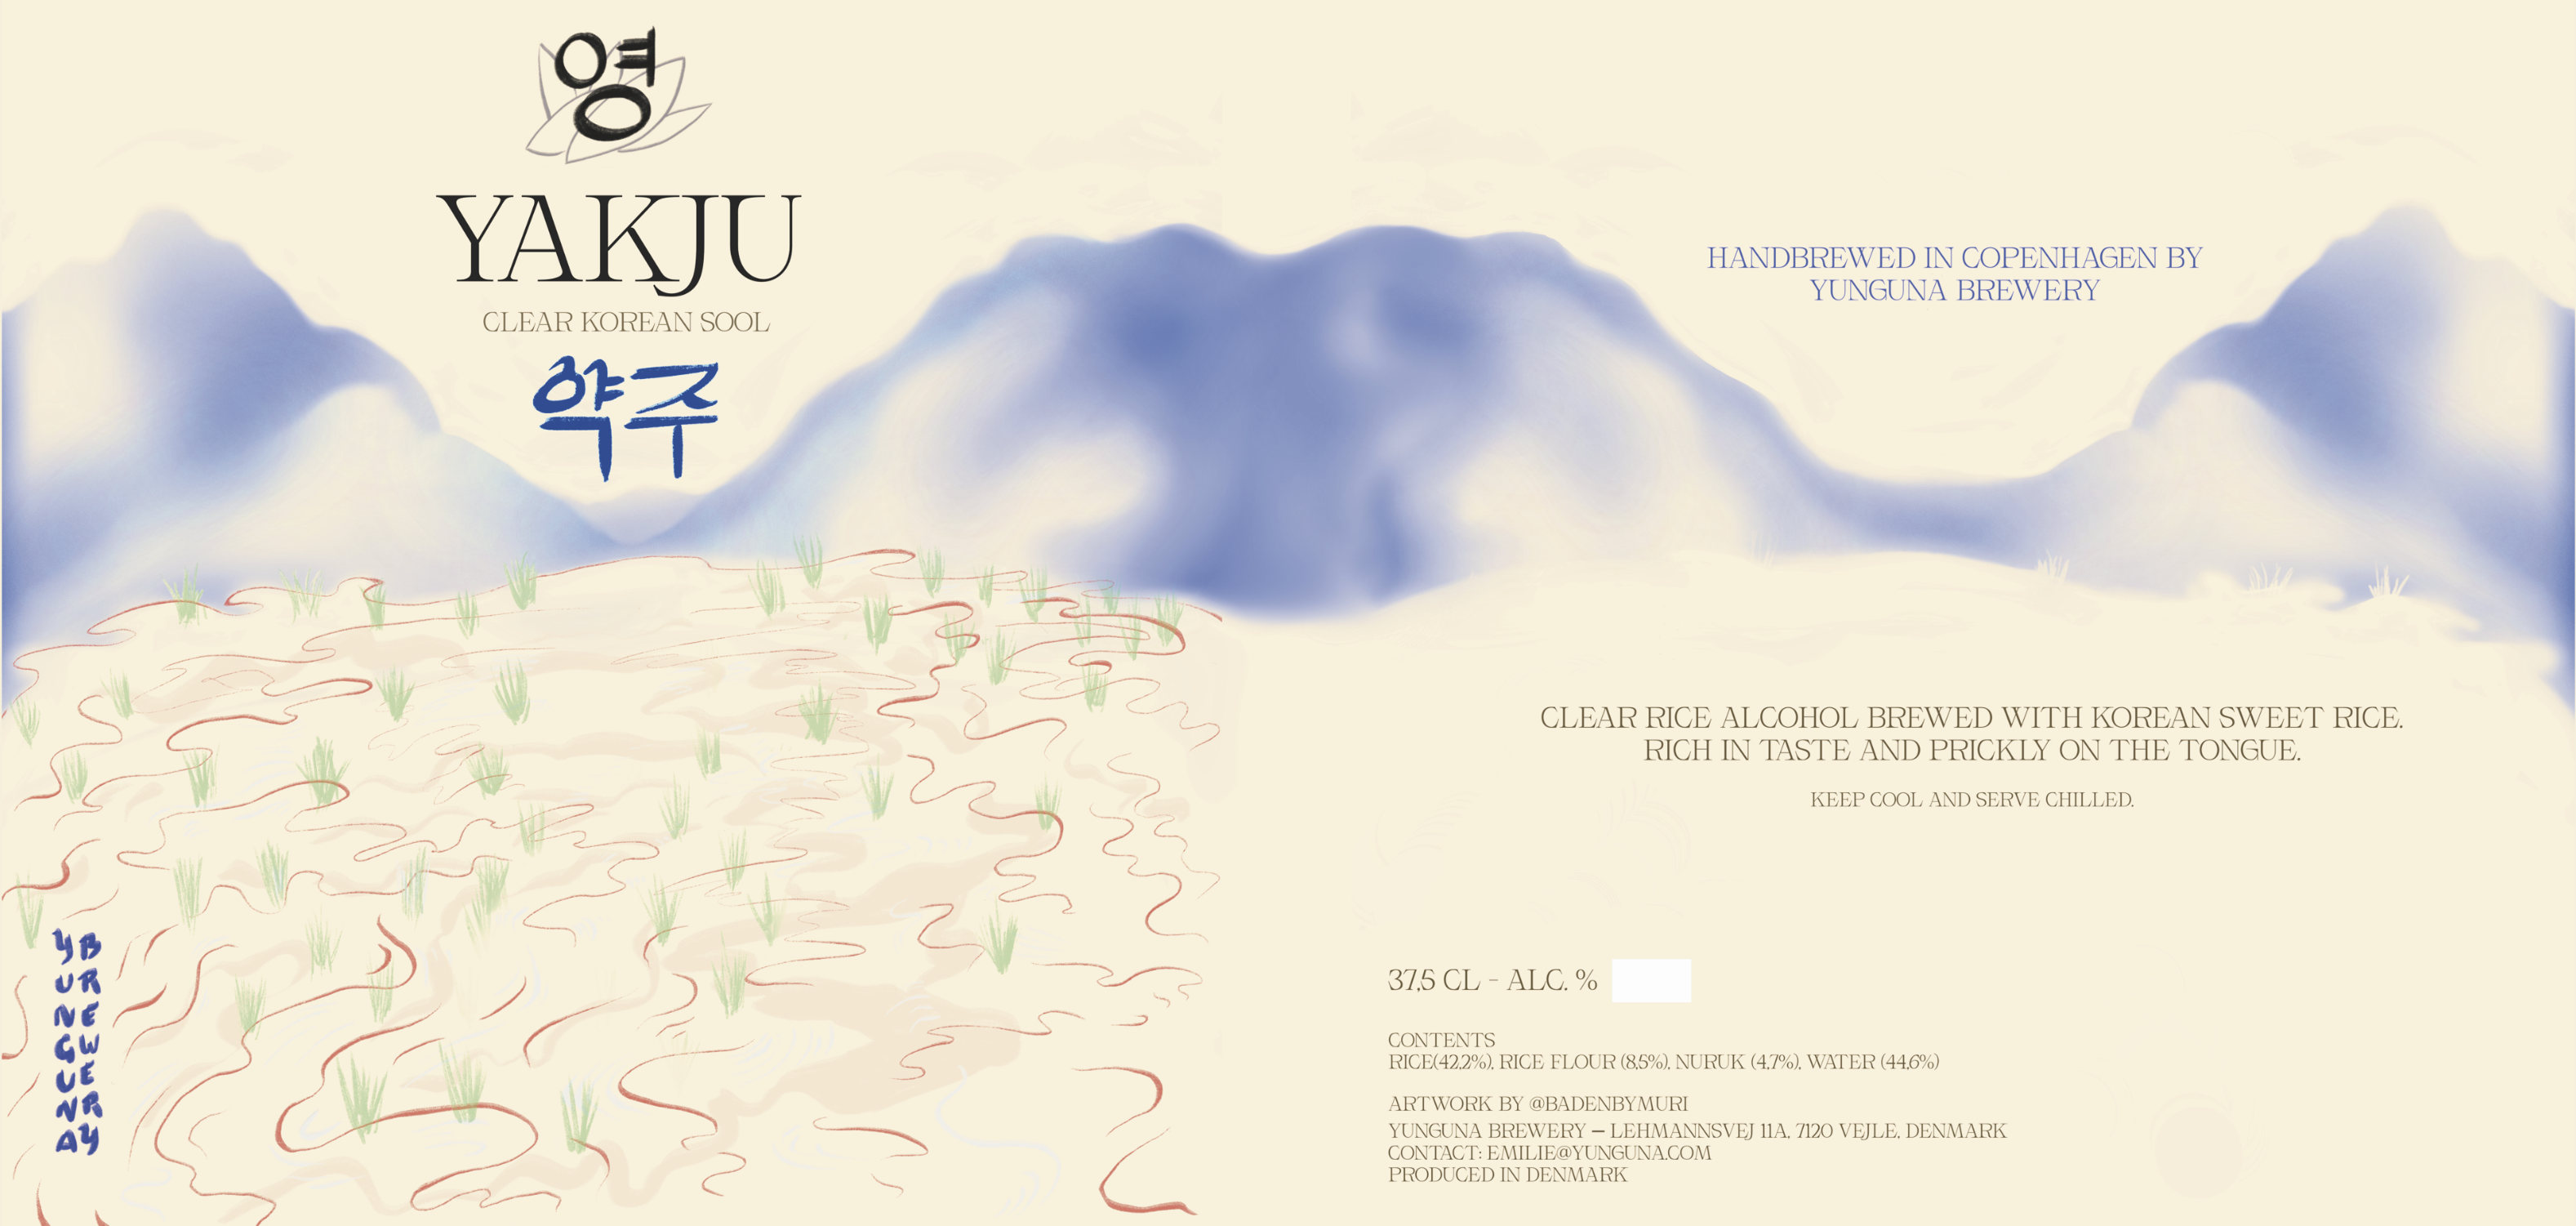 영
YAKJU
CLEAR KOREAN SOOL
약주
YUNGUNA
BREWERY
HANDBREWED IN COPENHAGEN BY
YUNGUNA BREWERY
CLEAR RICE ALCOHOL BREWED WITH KOREAN SWEET RICE.
RICH IN TASTE AND PRICKLY ON THE TONGUE.
KEEP COOL AND SERVE CHILLED.
37,5 CL - ALC. %
CONTENTS
RICE(42,2%), RICE FLOUR (8,5%), NURUK (4,7%), WATER (44,6%)
ARTWORK BY @BADENBYMURI
YUNGUNA BREWERY – LEHMANNSVEJ 11A, 7120 VEJLE, DENMARK
CONTACT: EMILIE@YUNGUNA.COM
PRODUCED IN DENMARK